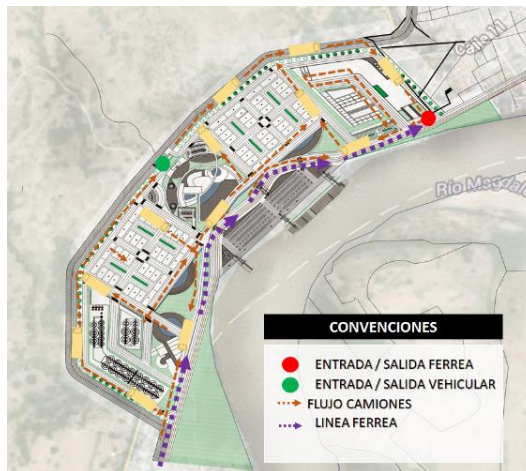 Calle 11
Río Magdal
CONVENCIONES
ENTRADA / SALIDA FERREA
ENTRADA / SALIDA VEHICULAR
FLUJO CAMIONES
LINEA FERREA